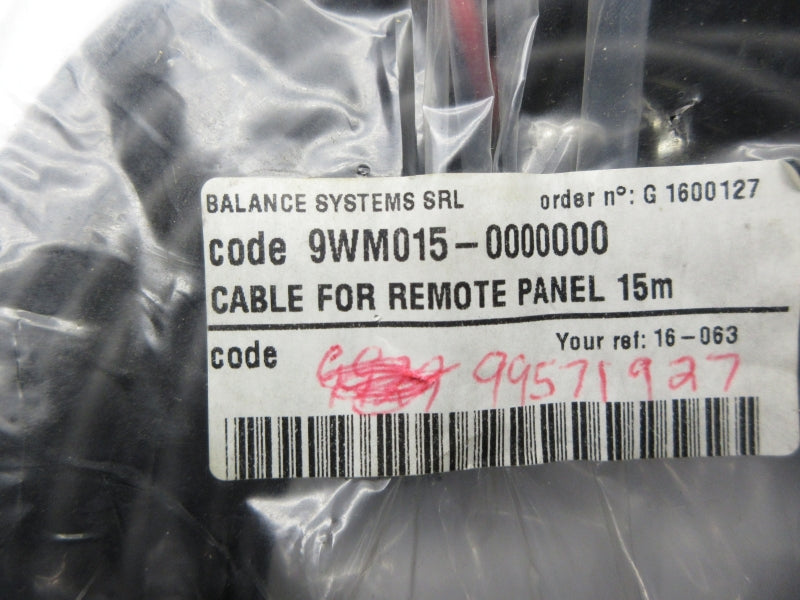 BALANCE SYSTEMS SRL order n°: G 1600127
code 9WM015-0000000
CABLE FOR REMOTE PANEL 15m
code Your ref: 16-063
99571927